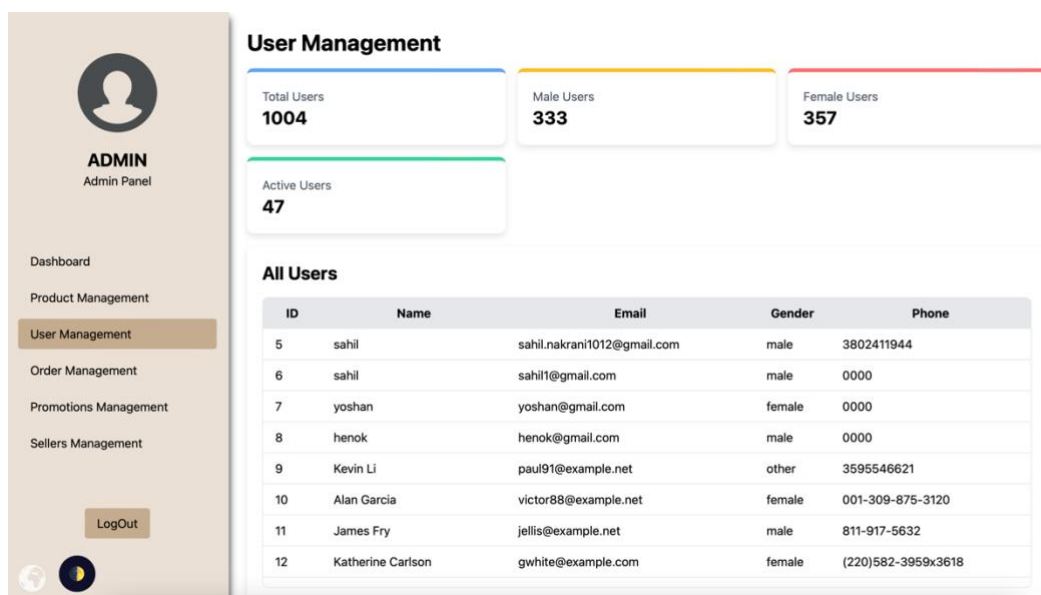 ADMIN
Admin Panel
Dashboard
Product Management
User Management
Order Management
Promotions Management
Sellers Management
LogOut
User Management
Total Users
1004
Male Users
333
Female Users
357
Active Users
47
All Users
ID Name Email Gender Phone
5 sahil sahil.nakrani1012@gmail.com male 3802411944
6 sahil sahil1@gmail.com male 0000
7 yoshan yoshan@gmail.com female 0000
8 henok henok@gmail.com male 0000
9 Kevin Li paul91@example.net other 3595546621
10 Alan Garcia victor88@example.net female 001-309-875-3120
11 James Fry jellis@example.net male 811-917-5632
12 Katherine Carlson gwhite@example.com female (220)582-3959x3618